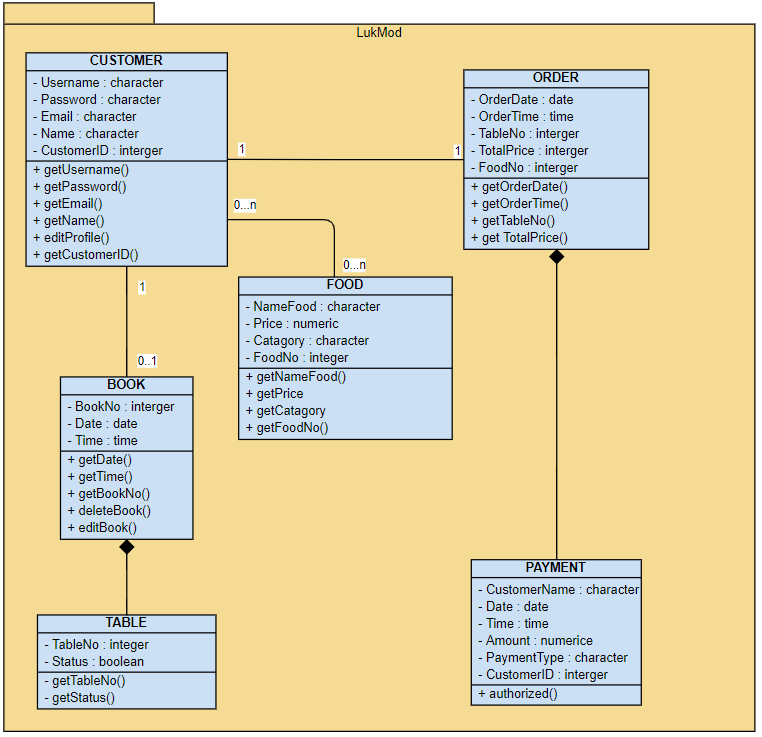 LukMod
CUSTOMER
- Username : character
- Password : character
- Email : character
- Name : character
- CustomerID : interger
+ getUsername()
+ getPassword()
+ getEmail()
+ getName()
+ editProfile()
+ getCustomerID()
ORDER
- OrderDate : date
- OrderTime : time
- TableNo : interger
- TotalPrice : interger
- FoodNo : interger
+ getOrderDate()
+ getOrderTime()
+ getTableNo()
+ get TotalPrice()
1
1
0...n
0...n
1
0..1
FOOD
- NameFood : character
- Price : numeric
- Catagory : character
- FoodNo : integer
+ getNameFood()
+ getPrice
+ getCatagory
+ getFoodNo()
BOOK
- BookNo : interger
- Date : date
- Time : time
+ getDate()
+ getTime()
+ getBookNo()
+ deleteBook()
+ editBook()
TABLE
- TableNo : integer
- Status : boolean
- getTableNo()
- getStatus()
PAYMENT
- CustomerName : character
- Date : date
- Time : time
- Amount : numerice
- PaymentType : character
- CustomerID : interger
+ authorized()